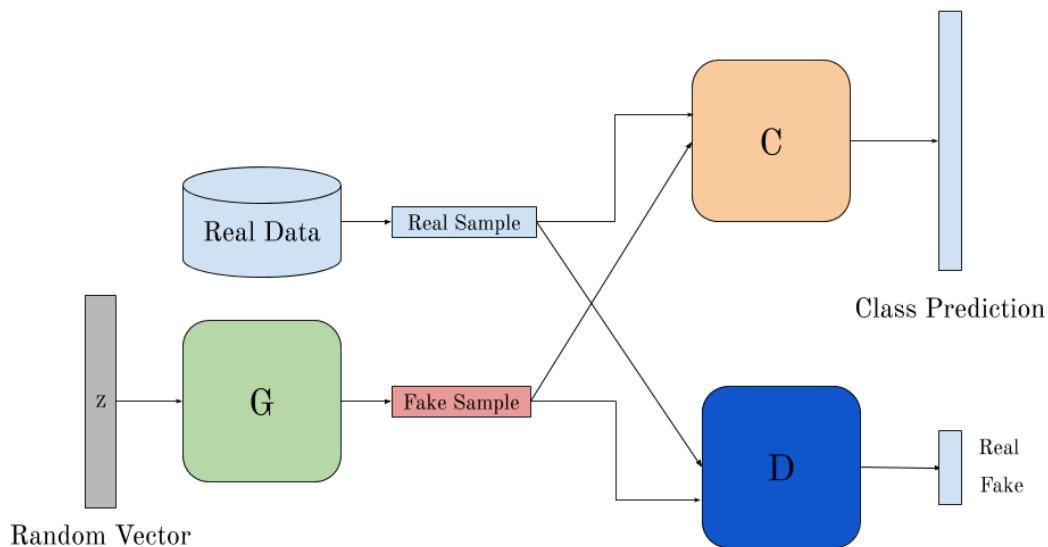 C
Real Data
Real Sample
Class Prediction
z
G
Fake Sample
D
Real
Fake
Random Vector